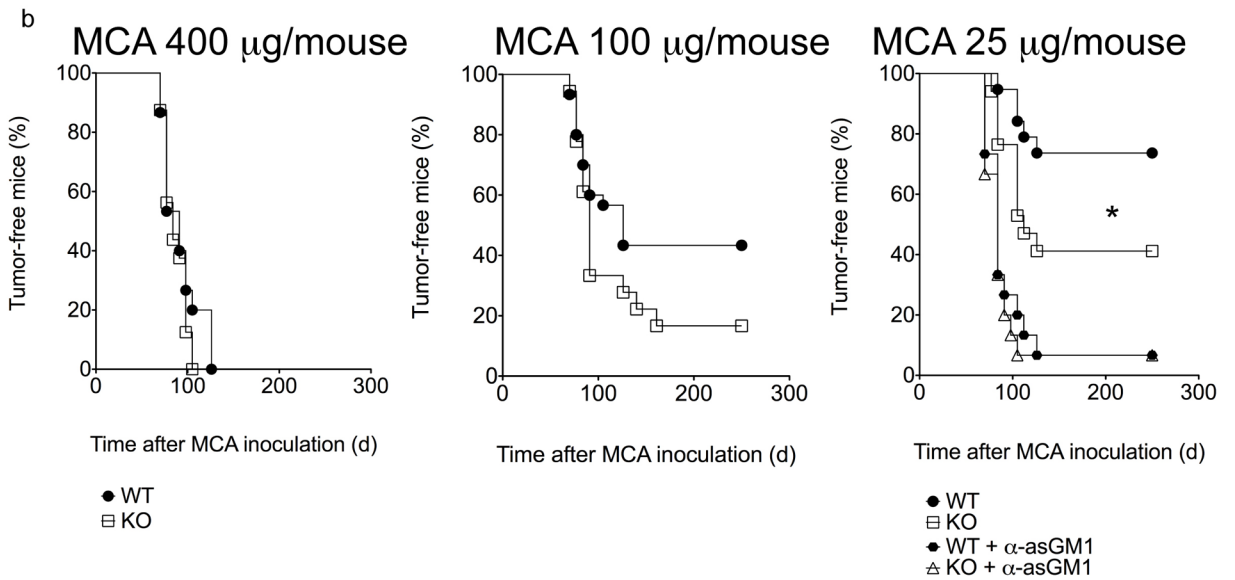 b
MCA 400 μg/mouse
Tumor-free mice (%)
100
80
60
40
20
0
0 100 200 300
Time after MCA inoculation (d)
WT
KO
MCA 100 μg/mouse
Tumor-free mice (%)
100
80
60
40
20
0
0 100 200 300
Time after MCA inoculation (d)
MCA 25 μg/mouse
Tumor-free mice (%)
100
80
60
40
20
0
*
0 100 200 300
Time after MCA inoculation (d)
WT
KO
WT + α-asGM1
KO + α-asGM1